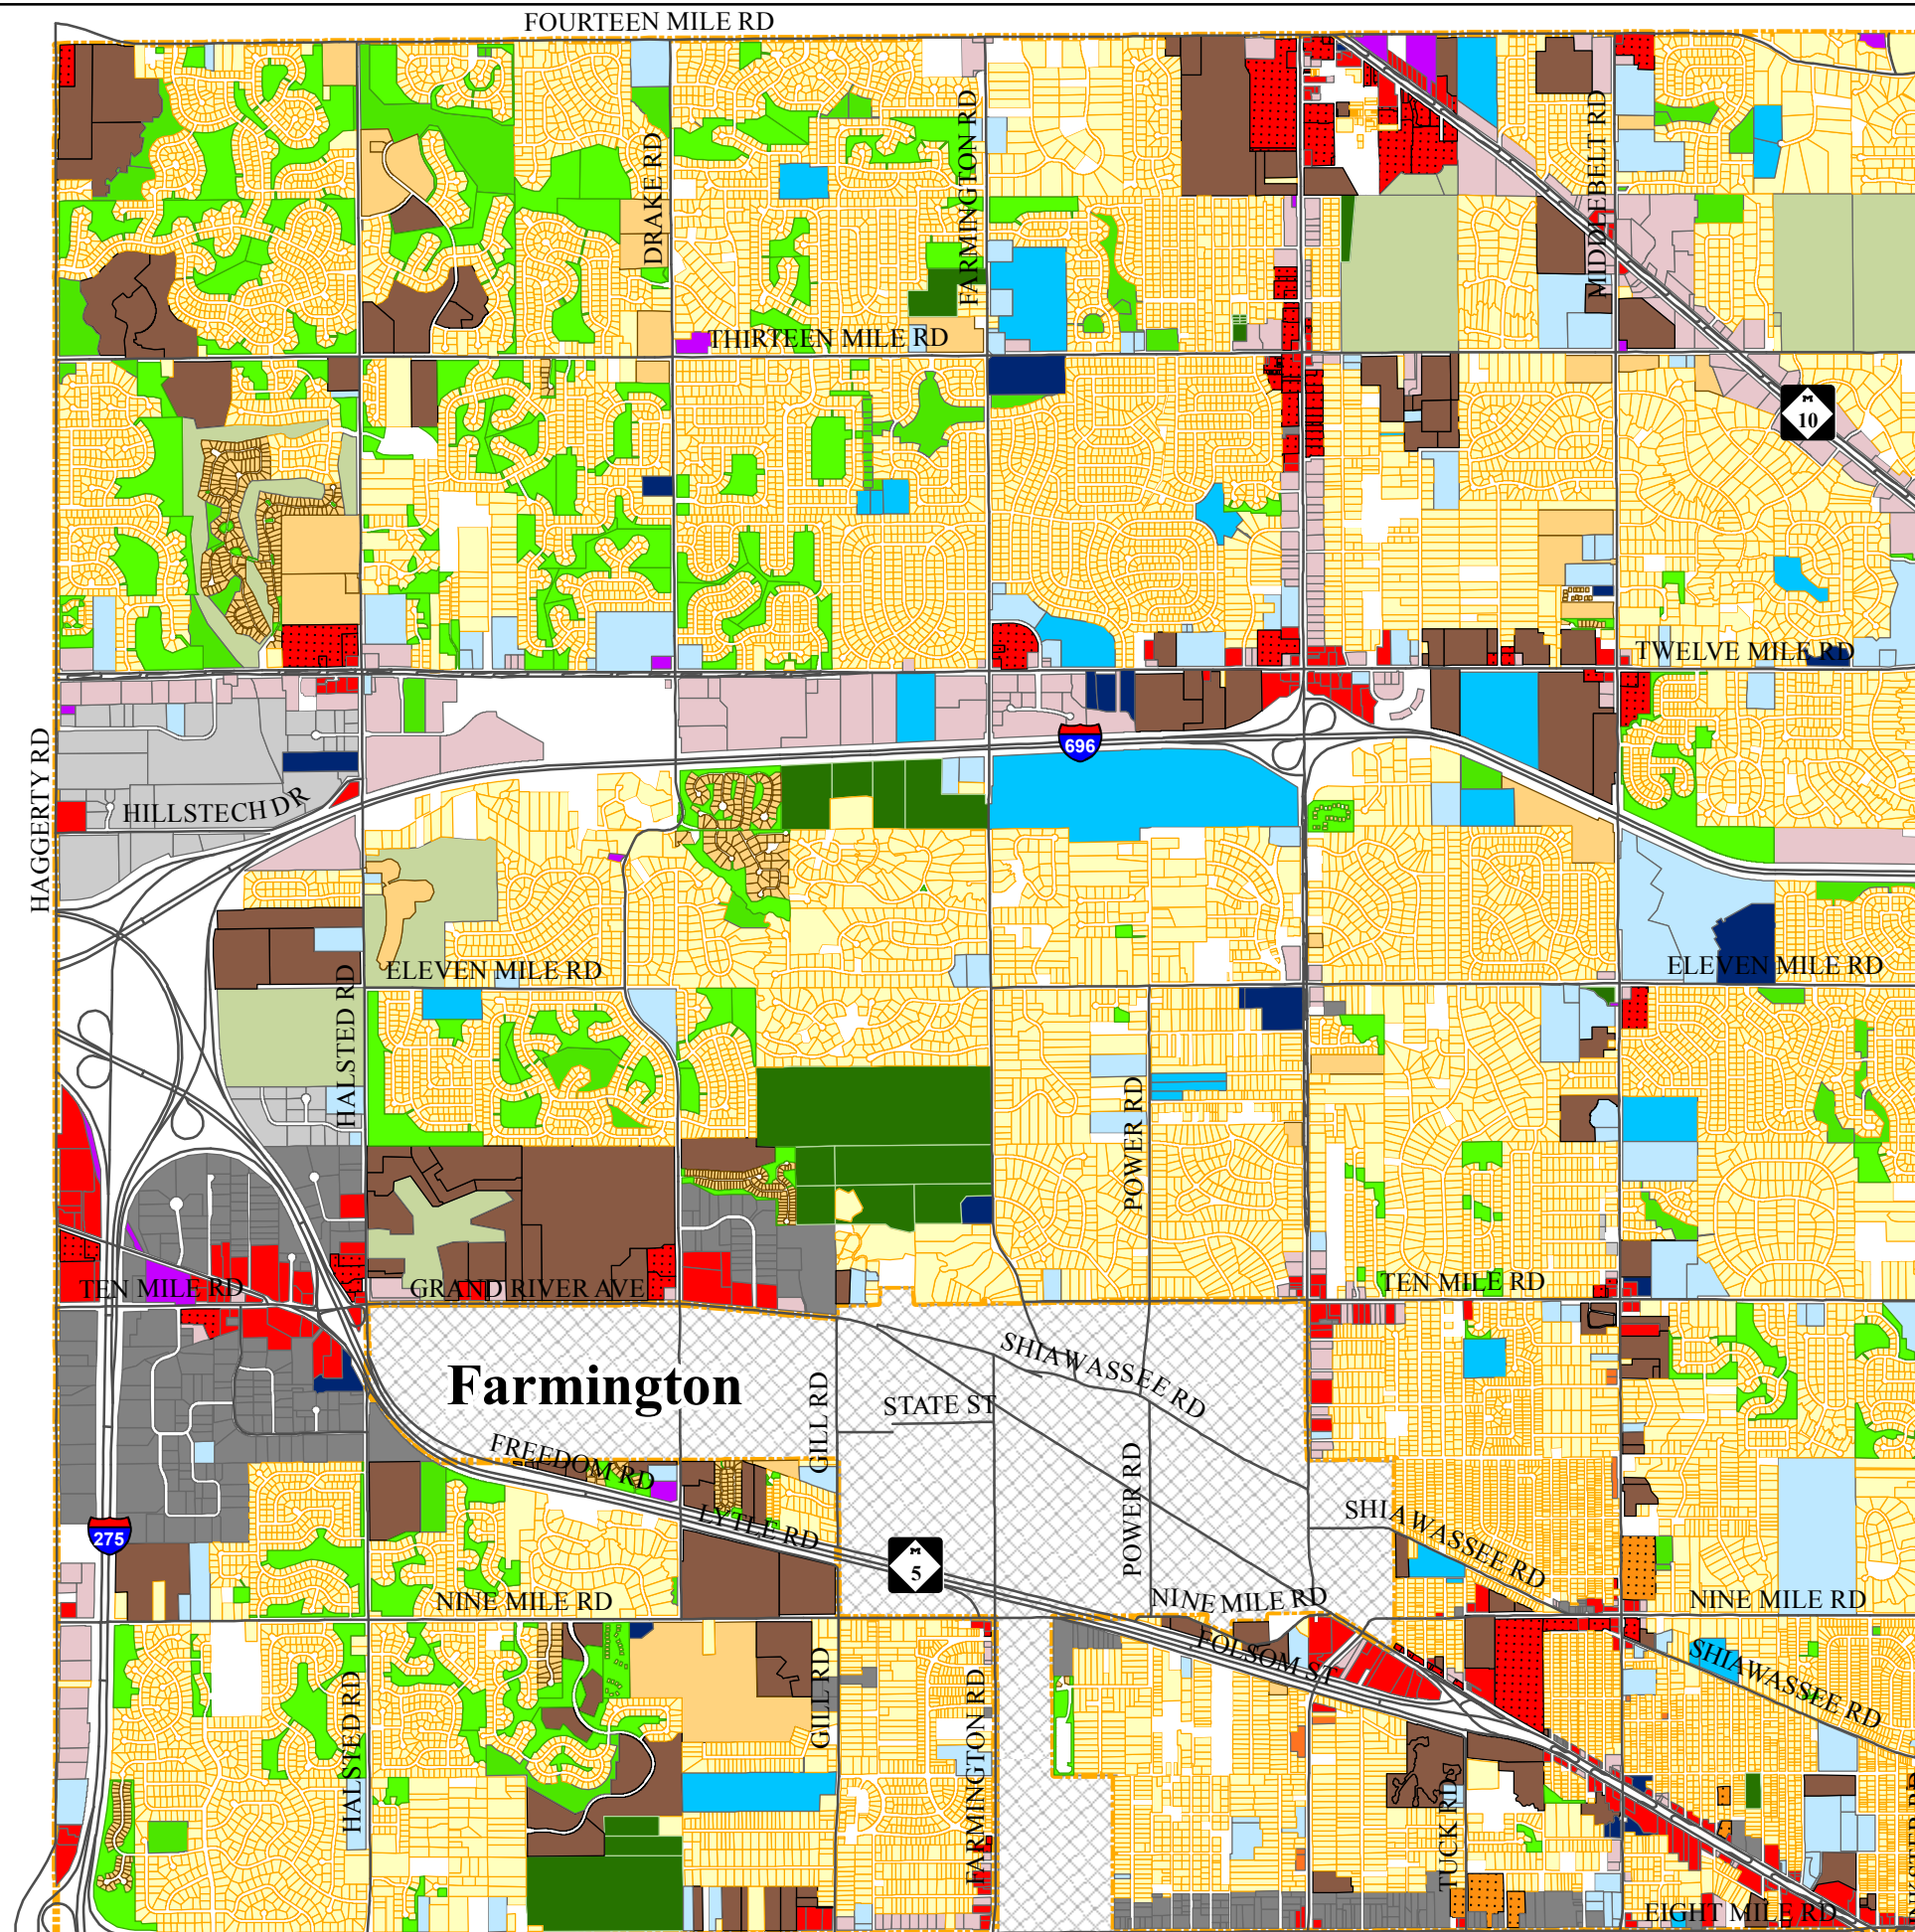 FOURTEEN MILE RD
DRAKE RD
FARMINGTON RD
MIDDLEBELT RD
THIRTEEN MILE RD
M
10
TWELVE MILE RD
HAGGERTY RD
696
HILLSTECH DR
HALSTED RD
ELEVEN MILE RD
ELEVEN MILE RD
POWER RD
TEN MILE RD
GRAND RIVER AVE
TEN MILE RD
Farmington
GILL RD
SHIAWASSEE RD
STATE ST
FREEDOM RD
POWER RD
LYTLE RD
SHIAWASSEE RD
275
M
5
NINE MILE RD
NINE MILE RD
NINE MILE RD
FOLSOM ST
SHIAWASSEE RD
HALSTED RD
GILL RD
FARMINGTON RD
TUCK RD
EIGHT MILE RD